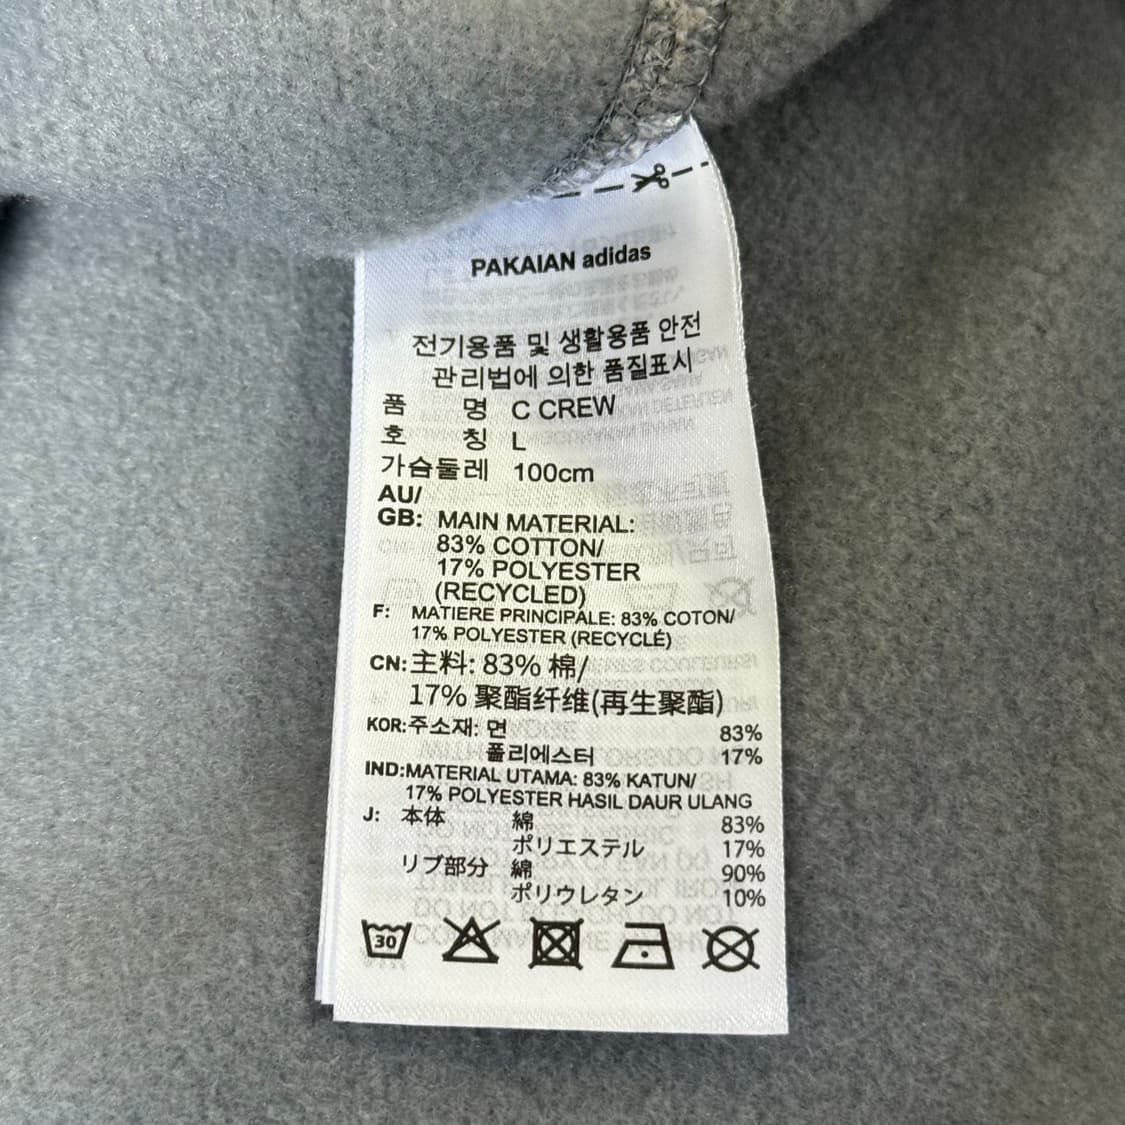 PAKAIAN adidas
전기용품 및 생활용품 안전
관리법에 의한 품질표시
품 명 C CREW
호 칭 L
가슴둘레 100cm
AU/
GB: MAIN MATERIAL:
83% COTTON/
17% POLYESTER
(RECYCLED)
F: MATIERE PRINCIPALE: 83% COTON/
17% POLYESTER (RECYCLÉ)
CN: 主料: 83% 棉/
17% 聚酯纤维(再生聚酯)
KOR: 주소재: 면 83%
폴리에스터 17%
IND: MATERIAL UTAMA: 83% KATUN/
17% POLYESTER HASIL DAUR ULANG
J: 本体 綿 83%
ポリエステル 17%
リブ部分 綿 90%
ポリウレタン 10%
30